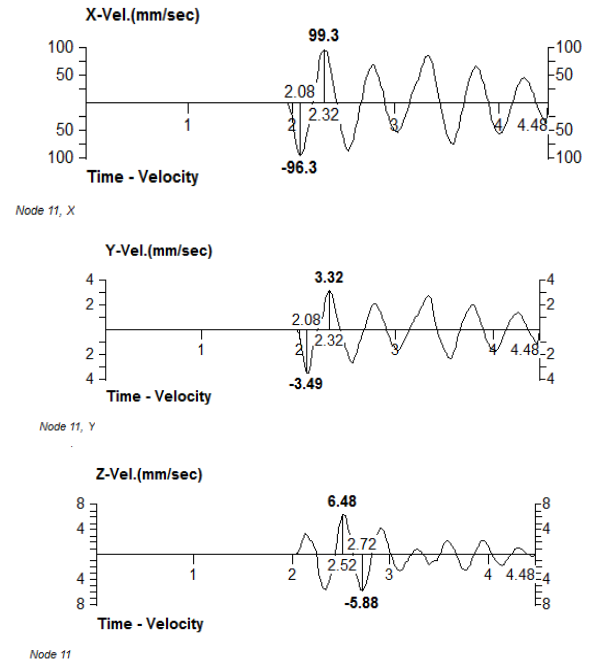 X-Vel.(mm/sec)
99.3
100 100
50 50
2.08
1 2 2.32 3 4 4.48
50 50
100 100
-96.3
Time - Velocity
Node 11, X
Y-Vel.(mm/sec)
3.32
4 4
2 2
2.08
1 2 2.32 3 4 4.48
2 2
4 4
-3.49
Time - Velocity
Node 11, Y
Z-Vel.(mm/sec)
6.48
8 8
4 4
2.72
1 2 2.52 3 4 4.48
4 4
8 8
-5.88
Time - Velocity
Node 11